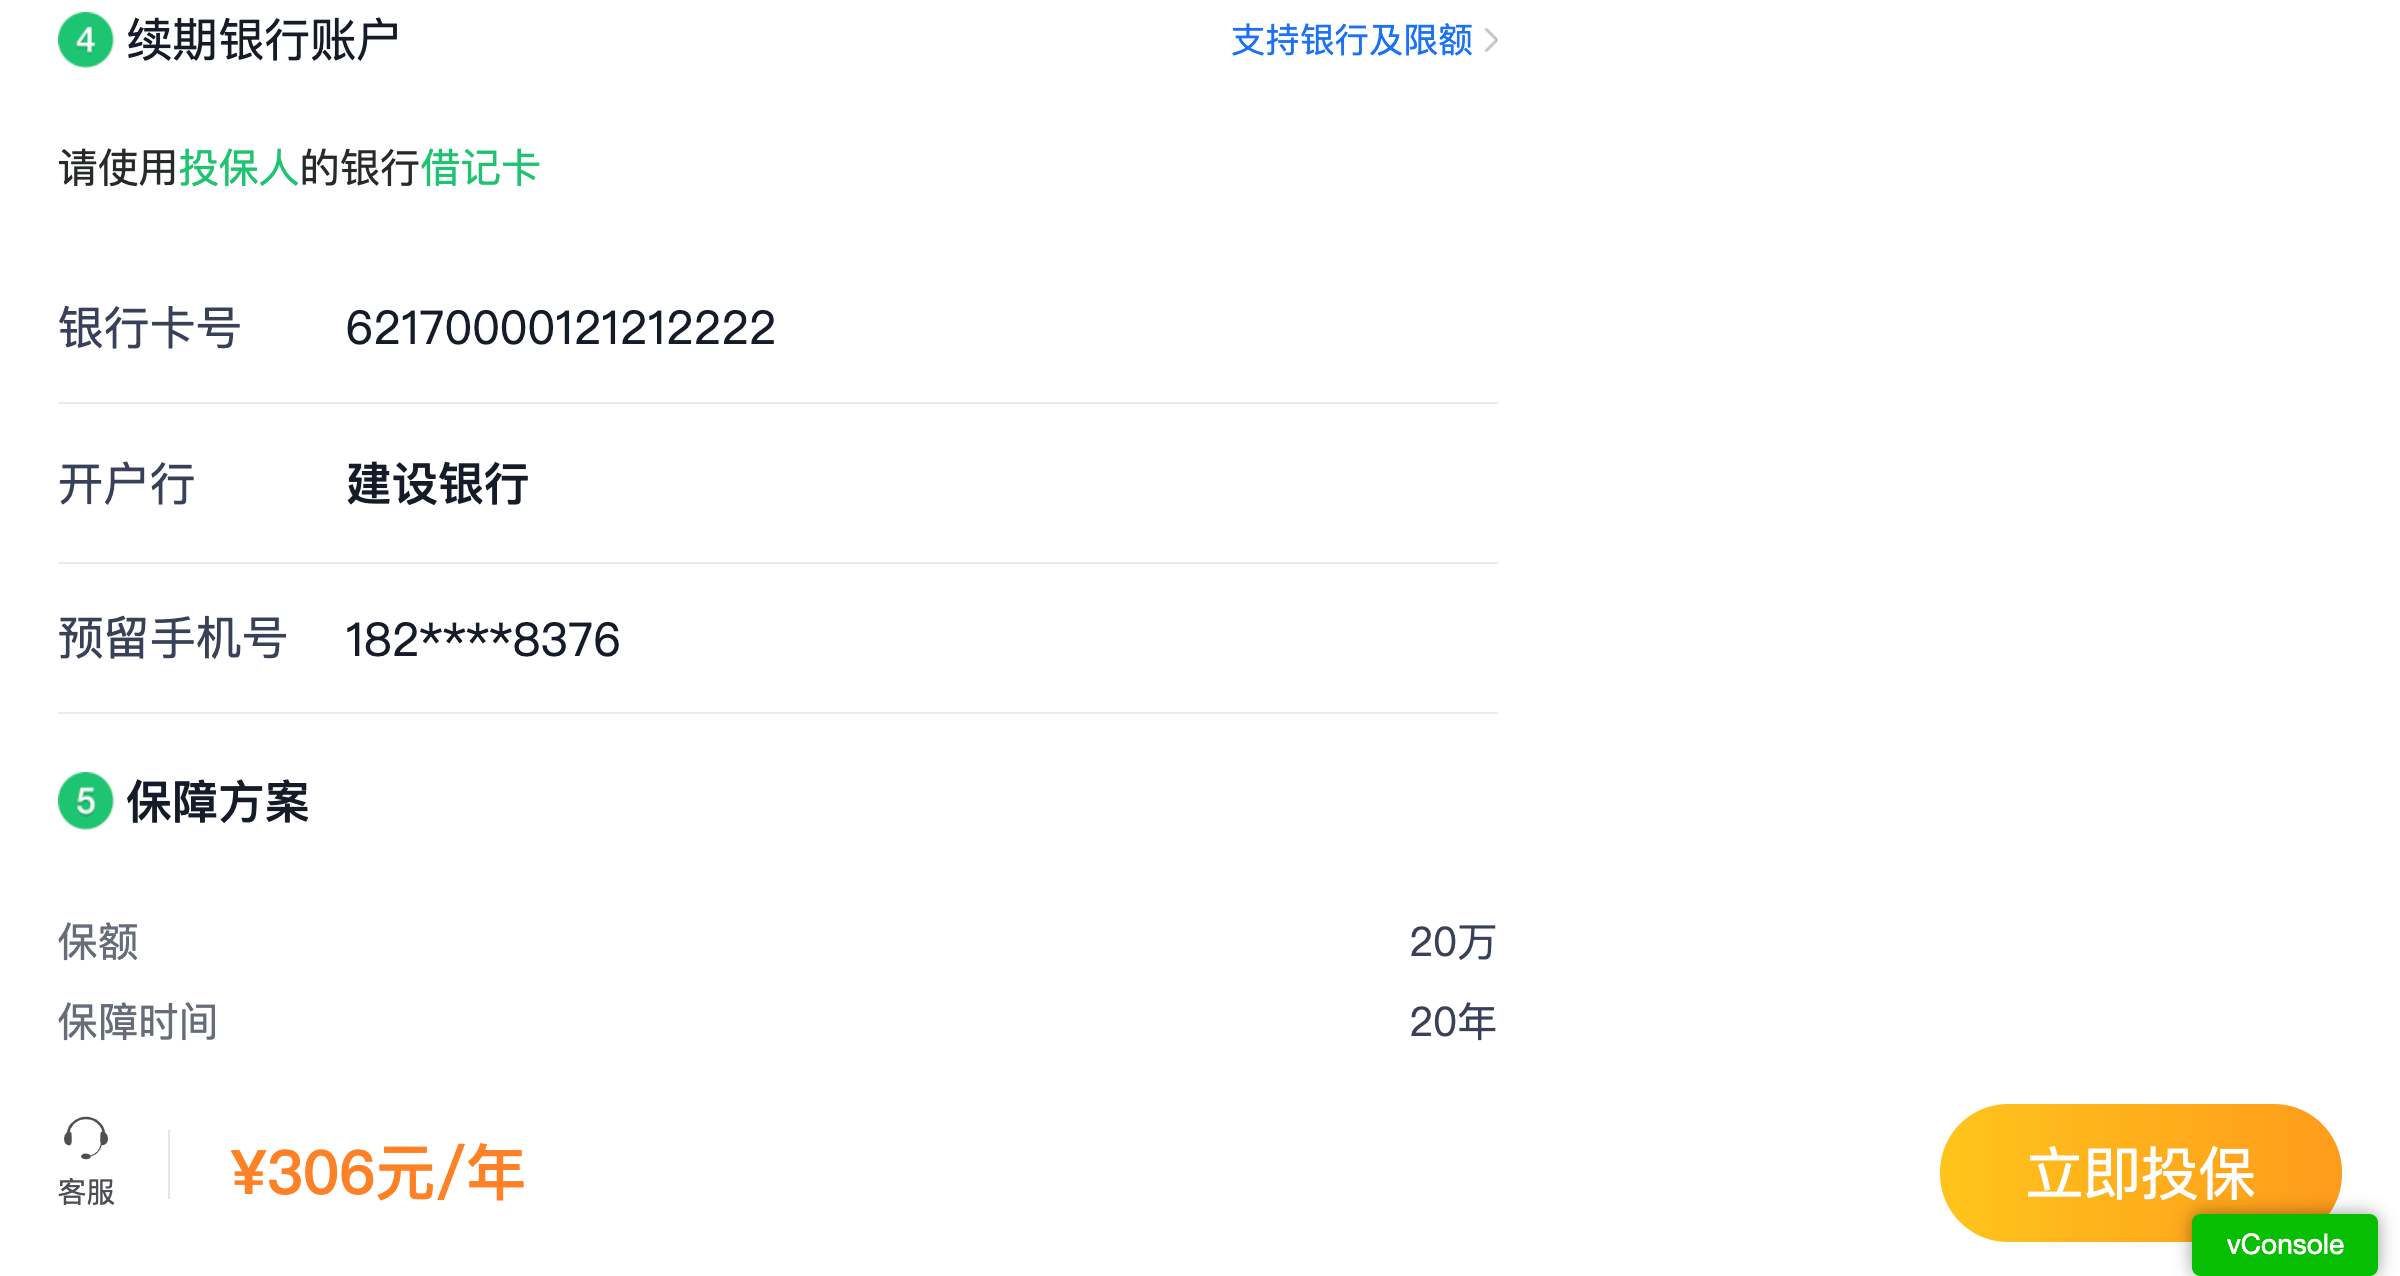 4 续期银行账户 支持银行及限额
请使用投保人的银行借记卡
银行卡号 62170000121212222
开户行 建设银行
预留手机号 182****8376
5 保障方案
保额 20万
保障时间 20年
客服 ¥306元/年 立即投保
vConsole